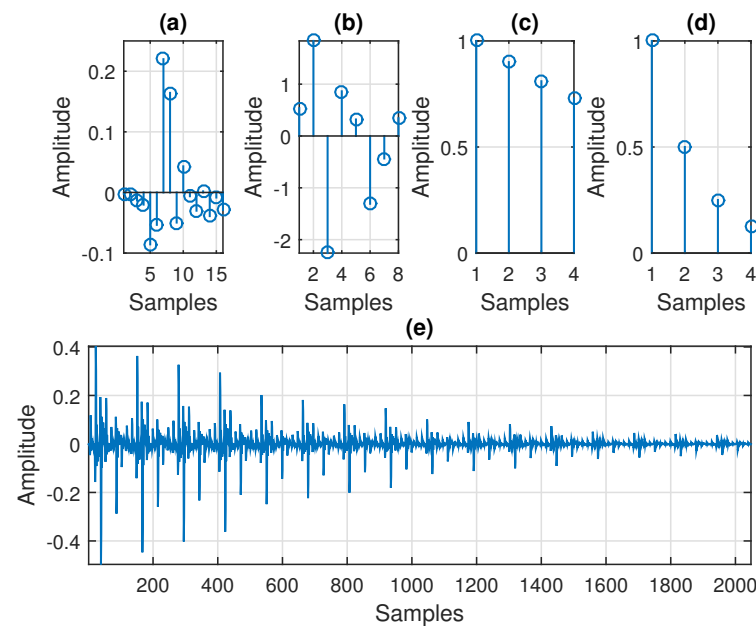 (a)
(b)
(c)
(d)
Amplitude
0.2
0.1
0
-0.1
5
10
15
Samples
Amplitude
1
0
-1
-2
2
4
6
8
Samples
Amplitude
1
0.5
0
1
2
3
4
Samples
Amplitude
1
0.5
0
1
2
3
4
Samples
(e)
Amplitude
0.4
0.2
0
-0.2
-0.4
200
400
600
800
1000
1200
1400
1600
1800
2000
Samples